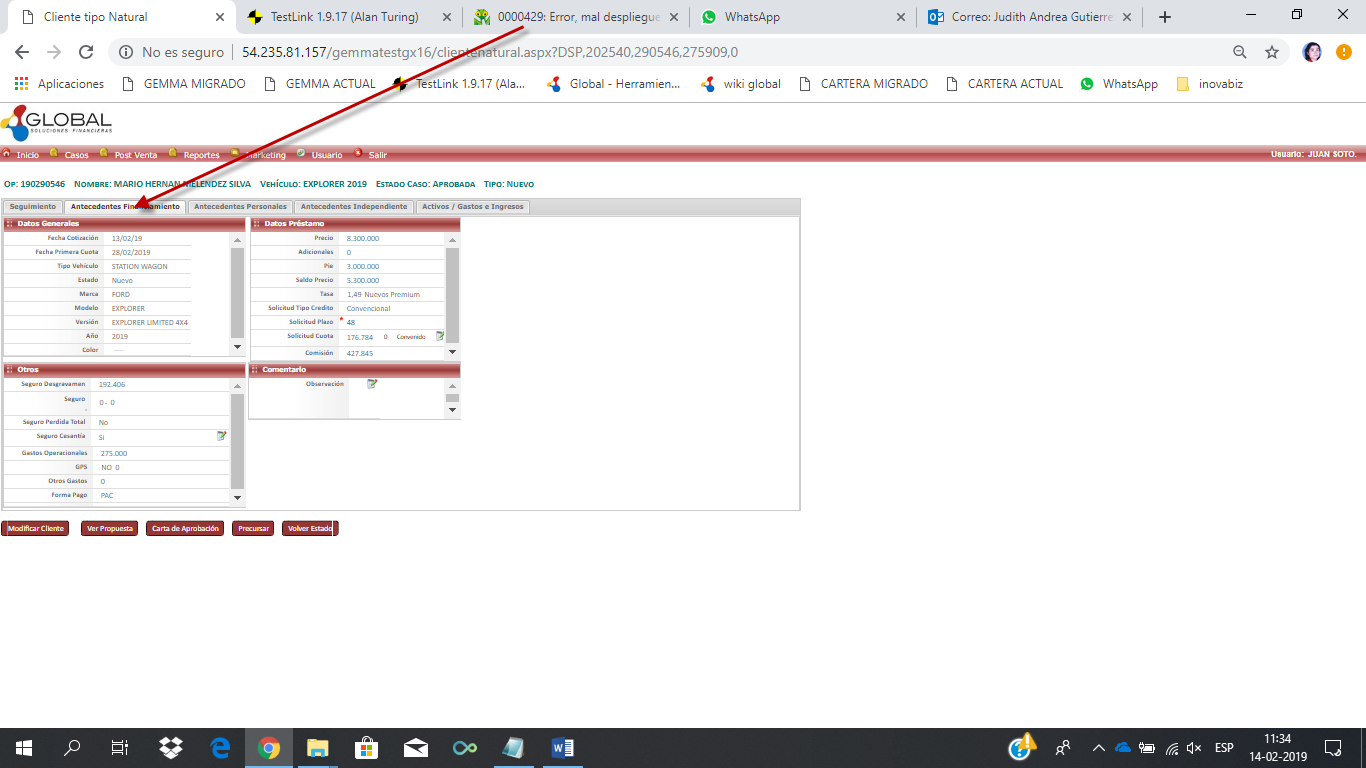 Cliente tipo Natural
TestLink 1.9.17 (Alan Turing)
0000429: Error, mal despliegue
WhatsApp
Correo: Judith Andrea Gutierre
No es seguro
54.235.81.157/gemmatestgx16/clientenatural.aspx?DSP,202540,290546,275909,0
Aplicaciones
GEMMA MIGRADO
GEMMA ACTUAL
TestLink 1.9.17 (Ala...
Global - Herramien...
wiki global
CARTERA MIGRADO
CARTERA ACTUAL
WhatsApp
inovabiz
GLOBAL
SOLUCIONES FINANCIERAS
Inicio
Casos
Post Venta
Reportes
Marketing
Usuario
Salir
Usuario: JUAN SOTO.
Op: 190290546 Nombre: MARIO HERNAN MELENDEZ SILVA Vehículo: EXPLORER 2019 Estado Caso: Aprobada Tipo: Nuevo
Seguimiento
Antecedentes Financiamiento
Antecedentes Personales
Antecedentes Independiente
Activos / Gastos e Ingresos
Datos Generales
Fecha Cotización 13/02/19
Fecha Primera Cuota 28/02/2019
Tipo Vehículo STATION WAGON
Estado Nuevo
Marca FORD
Modelo EXPLORER
Versión EXPLORER LIMITED 4X4
Año 2019
Color ----
Datos Préstamo
Precio 8.300.000
Adicionales 0
Pie 3.000.000
Saldo Precio 5.300.000
Tasa 1,49 Nuevos Premium
Solicitud Tipo Credito Convencional
Solicitud Plazo * 48
Solicitud Cuota 176.784 0 Convenido
Comisión 427.845
Otros
Seguro Desgravamen 192.406
Seguro 0 - 0
-
Seguro Perdida Total No
Seguro Cesantía Si
Gastos Operacionales 275.000
GPS NO 0
Otros Gastos 0
Forma Pago PAC
Comentario
Observación
Modificar Cliente
Ver Propuesta
Carta de Aprobación
Precursar
Volver Estado
ESP
11:34
14-02-2019